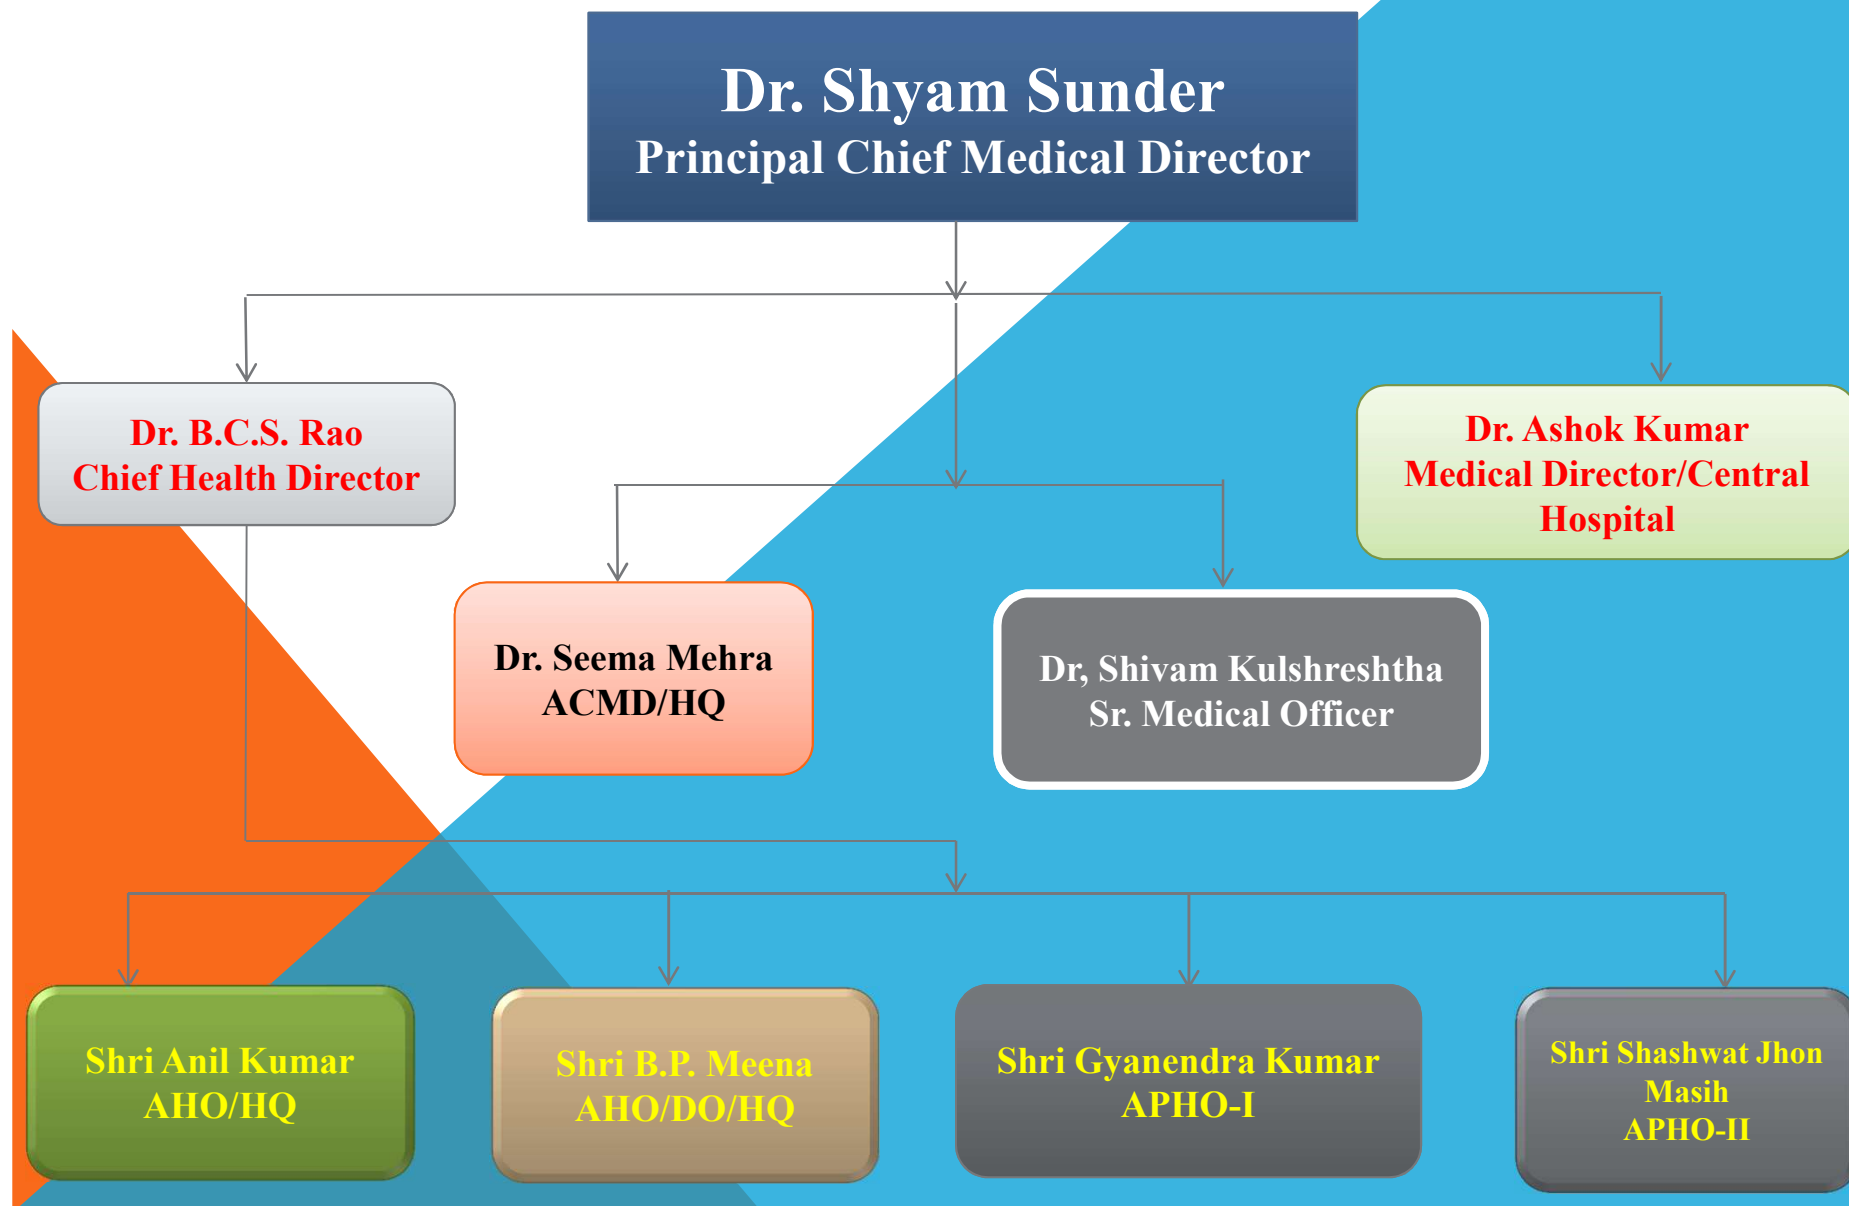 Dr. Shyam Sunder
Principal Chief Medical Director
Dr. B.C.S. Rao
Chief Health Director
Dr. Ashok Kumar
Medical Director/Central
Hospital
Dr. Seema Mehra
ACMD/HQ
Dr, Shivam Kulshreshtha
Sr. Medical Officer
Shri Anil Kumar
AHO/HQ
Shri B.P. Meena
AHO/DO/HQ
Shri Gyanendra Kumar
APHO-I
Shri Shashwat Jhon
Masih
APHO-II